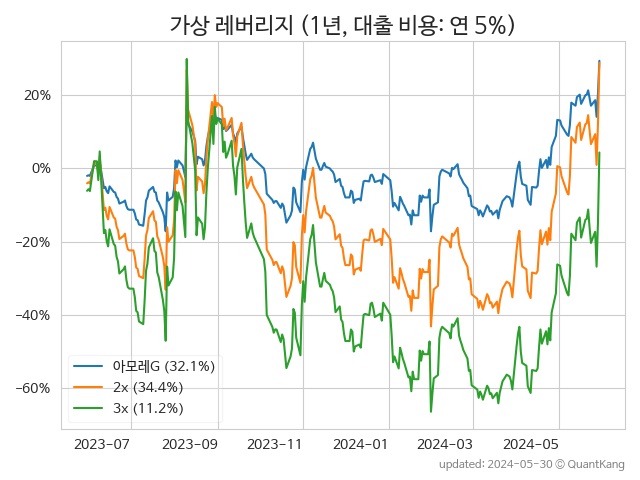 가상 레버리지 (1년, 대출 비용: 연 5%)
20%
0%
−20%
−40%
−60%
아모레G (32.1%)
2x (34.4%)
3x (11.2%)
2023-07 2023-09 2023-11 2024-01 2024-03 2024-05
updated: 2024-05-30 ⓒ QuantKang